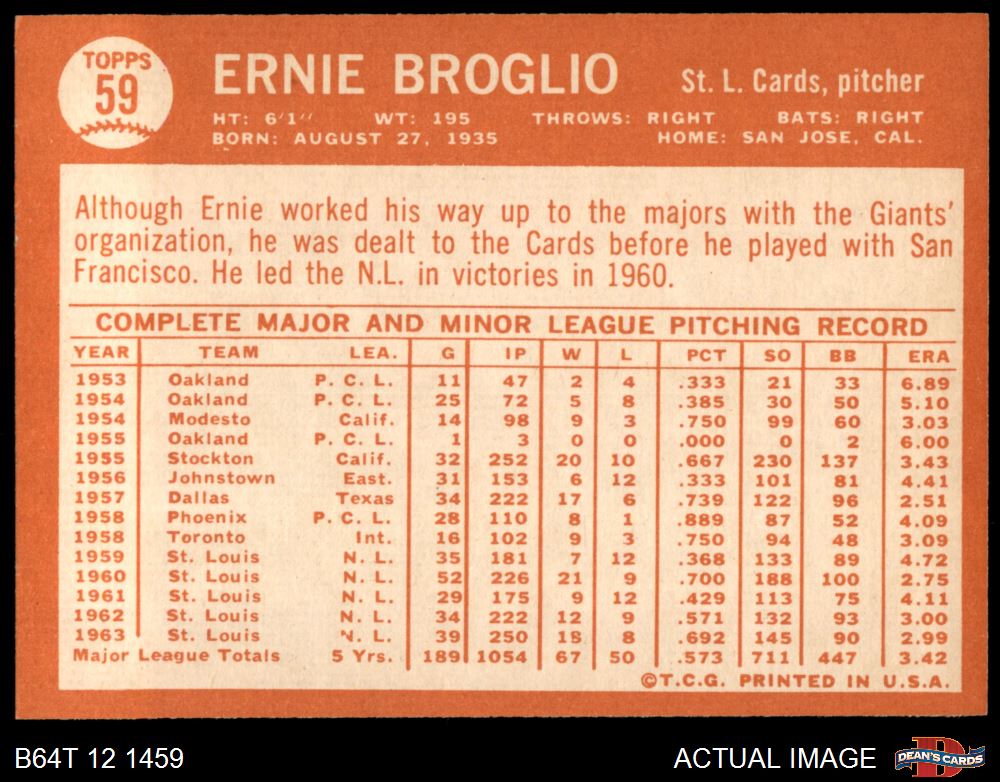 TOPPS
59
ERNIE BROGLIO St. L. Cards, pitcher
HT: 6'1" WT: 195 THROWS: RIGHT BATS: RIGHT
BORN: AUGUST 27, 1935 HOME: SAN JOSE, CAL.
Although Ernie worked his way up to the majors with the Giants'
organization, he was dealt to the Cards before he played with San
Francisco. He led the N.L. in victories in 1960.
COMPLETE MAJOR AND MINOR LEAGUE PITCHING RECORD
YEAR TEAM LEA. G IP W L PCT SO BB ERA
1953 Oakland P. C. L. 11 47 2 4 .333 21 33 6.89
1954 Oakland P. C. L. 25 72 5 8 .385 30 50 5.10
1954 Modesto Calif. 14 98 9 3 .750 99 60 3.03
1955 Oakland P. C. L. 1 3 0 0 .000 0 2 6.00
1955 Stockton Calif. 32 252 20 10 .667 230 137 3.43
1956 Johnstown East. 31 153 6 12 .333 101 81 4.41
1957 Dallas Texas 34 222 17 6 .739 122 96 2.51
1958 Phoenix P. C. L. 28 110 8 1 .889 87 52 4.09
1958 Toronto Int. 16 102 9 3 .750 94 48 3.09
1959 St. Louis N. L. 35 181 7 12 .368 133 89 4.72
1960 St. Louis N. L. 52 226 21 9 .700 188 100 2.75
1961 St. Louis N. L. 29 175 9 12 .429 113 75 4.11
1962 St. Louis N. L. 34 222 12 9 .571 132 93 3.00
1963 St. Louis N. L. 39 250 18 8 .692 145 90 2.99
Major League Totals 5 Yrs. 189 1054 67 50 .573 711 447 3.42
©T.C.G. PRINTED IN U.S.A.
B64T 12 1459 ACTUAL IMAGE D DEAN'S CARDS